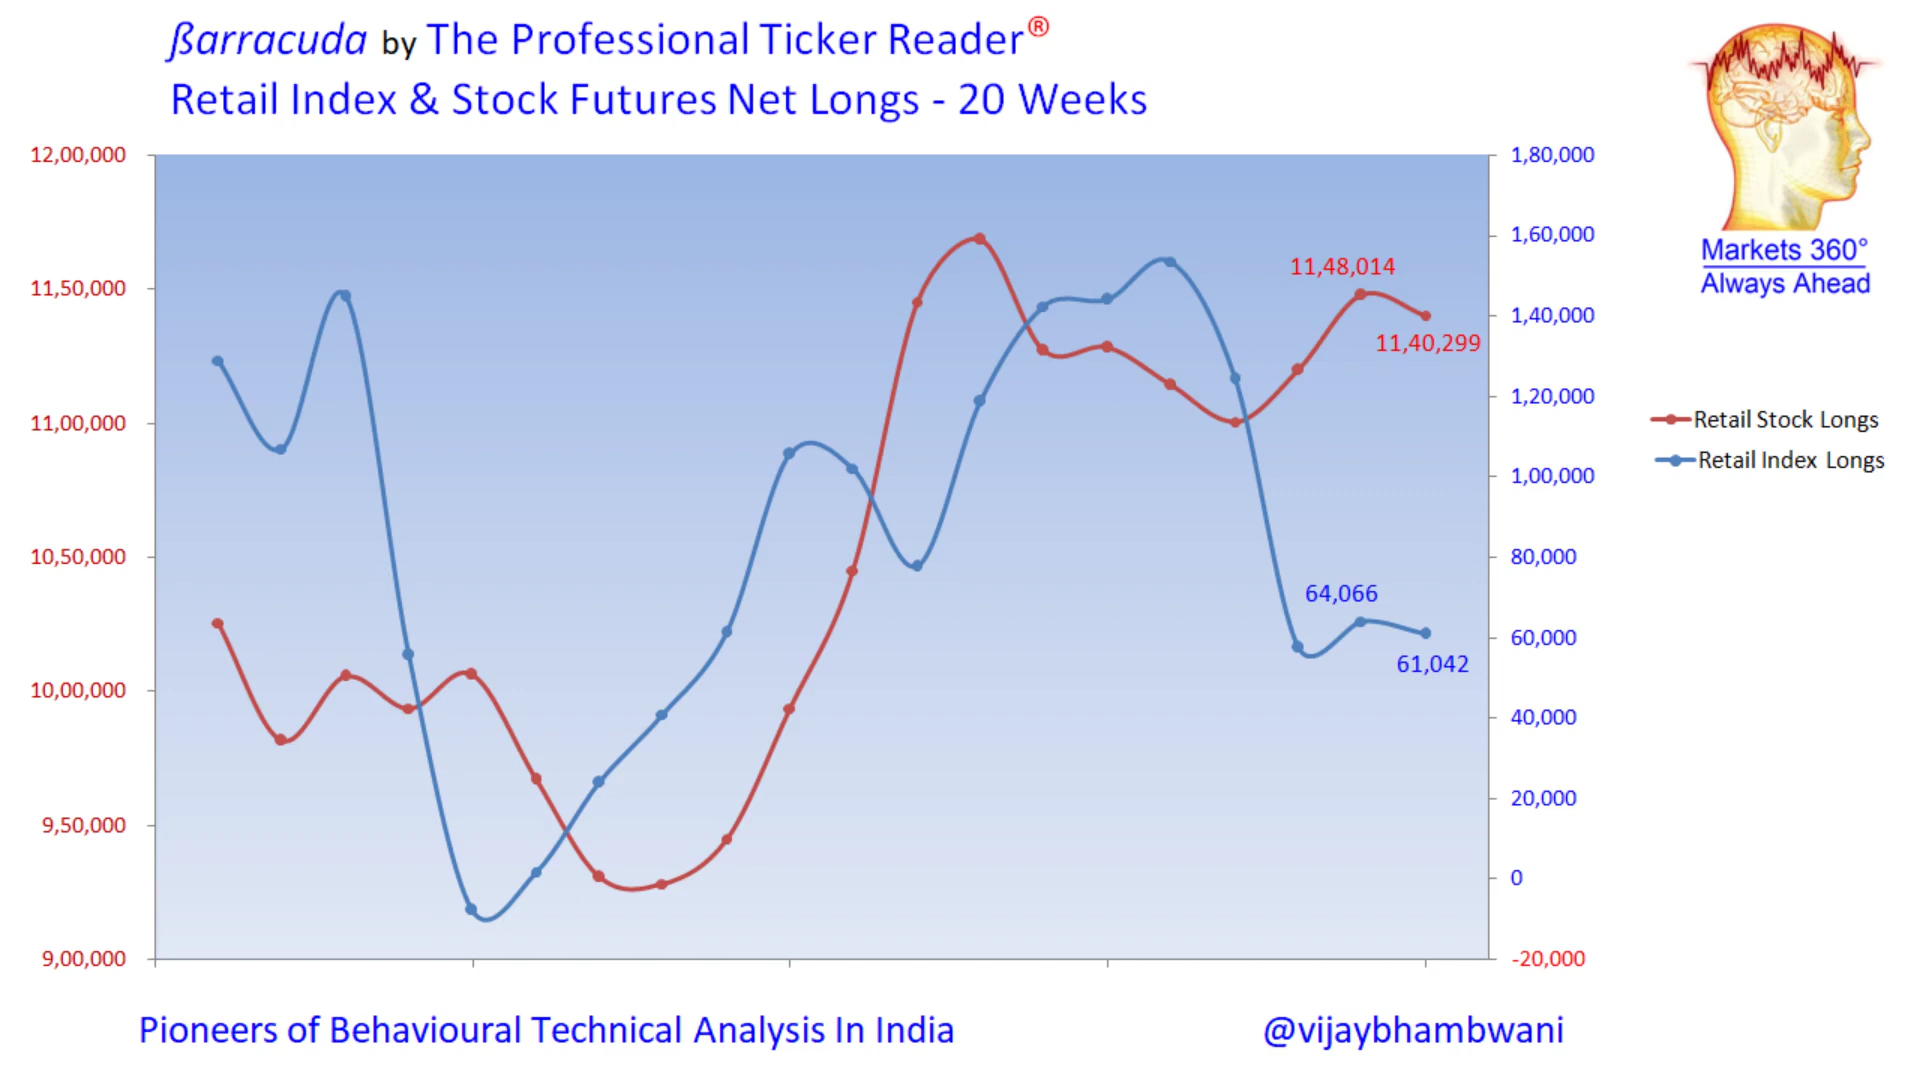 ßarracuda by The Professional Ticker Reader®
Retail Index & Stock Futures Net Longs - 20 Weeks
Markets 360°
Always Ahead
12,00,000
11,50,000
11,00,000
10,50,000
10,00,000
9,50,000
9,00,000
1,80,000
1,60,000
1,40,000
1,20,000
1,00,000
80,000
60,000
40,000
20,000
0
-20,000
11,48,014
11,40,299
64,066
61,042
Retail Stock Longs
Retail Index Longs
Pioneers of Behavioural Technical Analysis In India
@vijaybhambwani